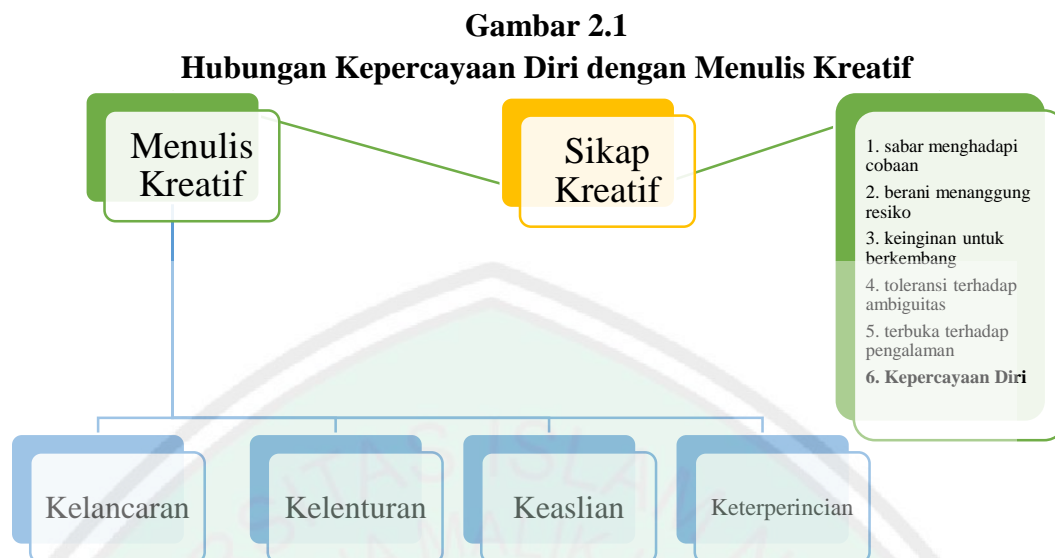 Gambar 2.1
Hubungan Kepercayaan Diri dengan Menulis Kreatif
Menulis
Kreatif
Sikap
Kreatif
1. sabar menghadapi
cobaan
2. berani menanggung
resiko
3. keinginan untuk
berkembang
4. toleransi terhadap
ambiguitas
5. terbuka terhadap
pengalaman
6. Kepercayaan Diri
Kelancaran
Kelenturan
Keaslian
Keterperincian